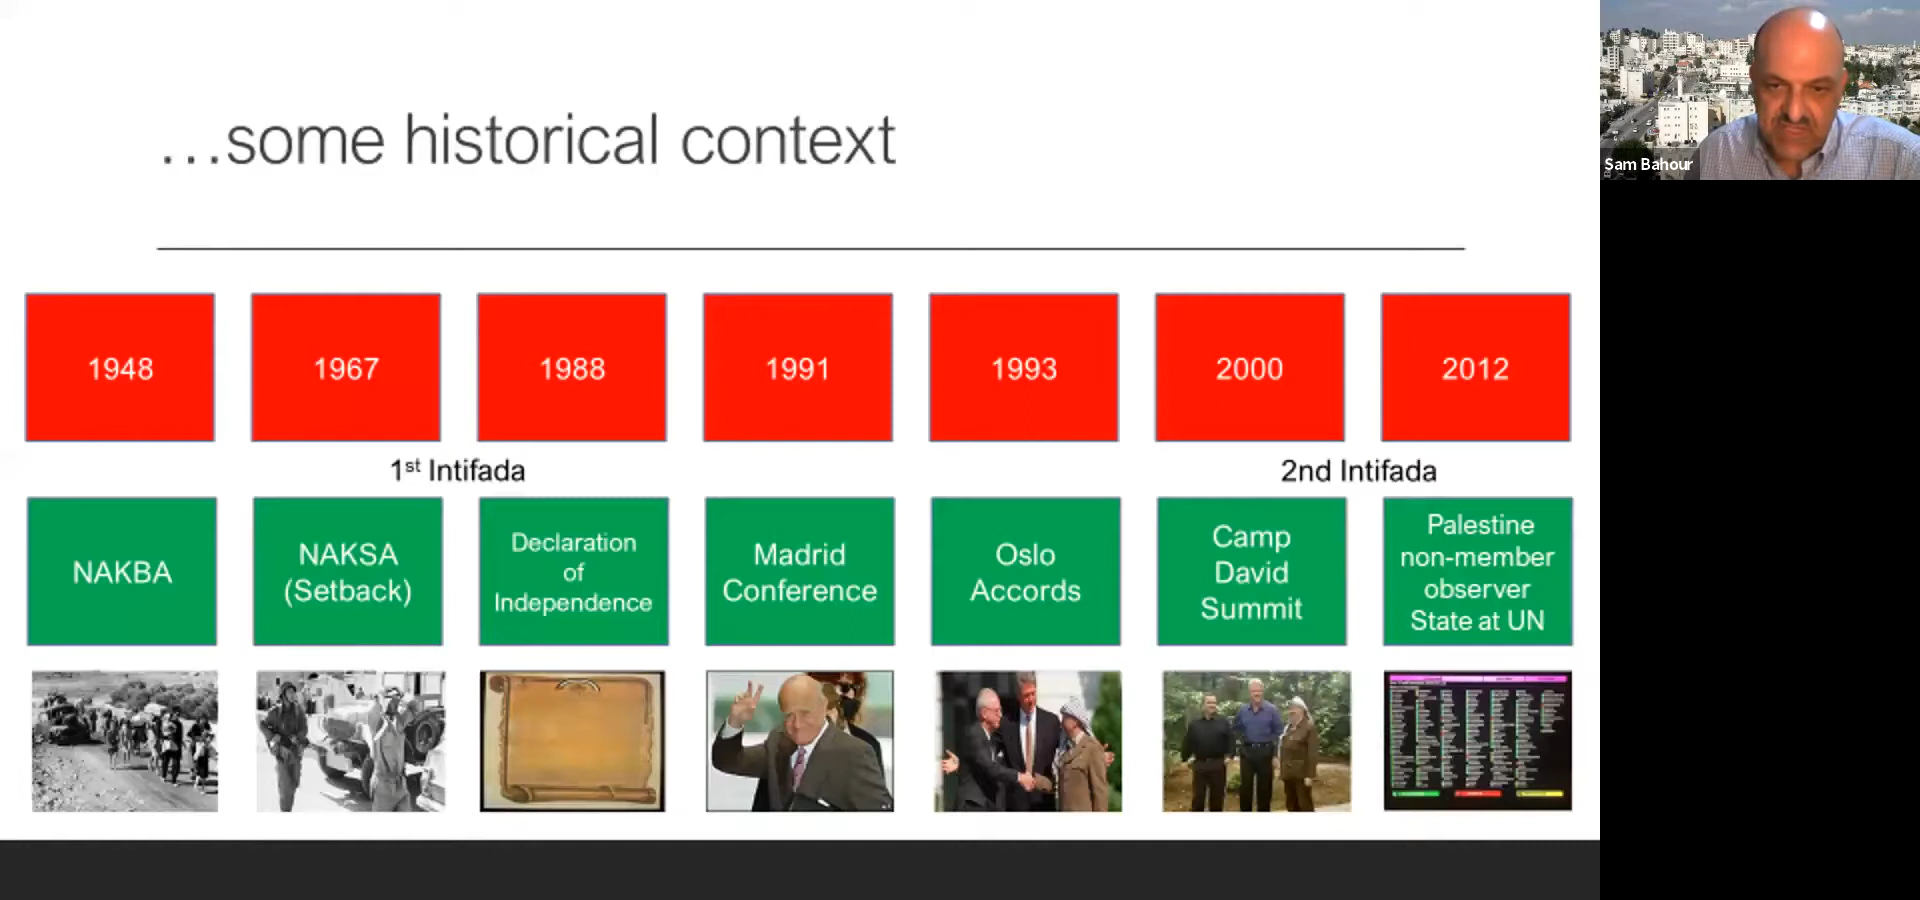 ...some historical context
Sam Bahour
1948
1967
1988
1991
1993
2000
2012
1st Intifada
2nd Intifada
NAKBA
NAKSA
(Setback)
Declaration
of
Independence
Madrid
Conference
Oslo
Accords
Camp
David
Summit
Palestine
non-member
observer
State at UN